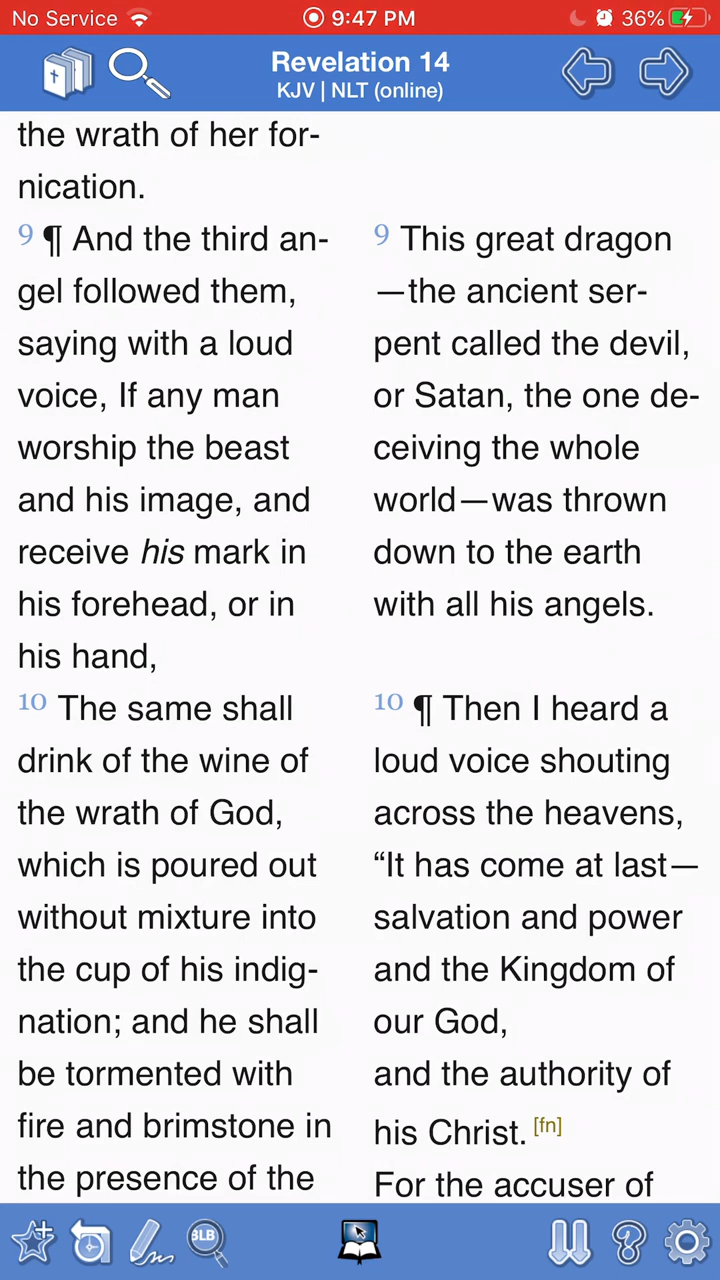 No Service
9:47 PM
36%
Revelation 14
KJV | NLT (online)
the wrath of her for-
nication.
9 ¶ And the third an-
gel followed them,
saying with a loud
voice, If any man
worship the beast
and his image, and
receive his mark in
his forehead, or in
his hand,
10 The same shall
drink of the wine of
the wrath of God,
which is poured out
without mixture into
the cup of his indig-
nation; and he shall
be tormented with
fire and brimstone in
the presence of the
9 This great dragon
—the ancient ser-
pent called the devil,
or Satan, the one de-
ceiving the whole
world—was thrown
down to the earth
with all his angels.
10 ¶ Then I heard a
loud voice shouting
across the heavens,
“It has come at last—
salvation and power
and the Kingdom of
our God,
and the authority of
his Christ. [fn]
For the accuser of
BLB